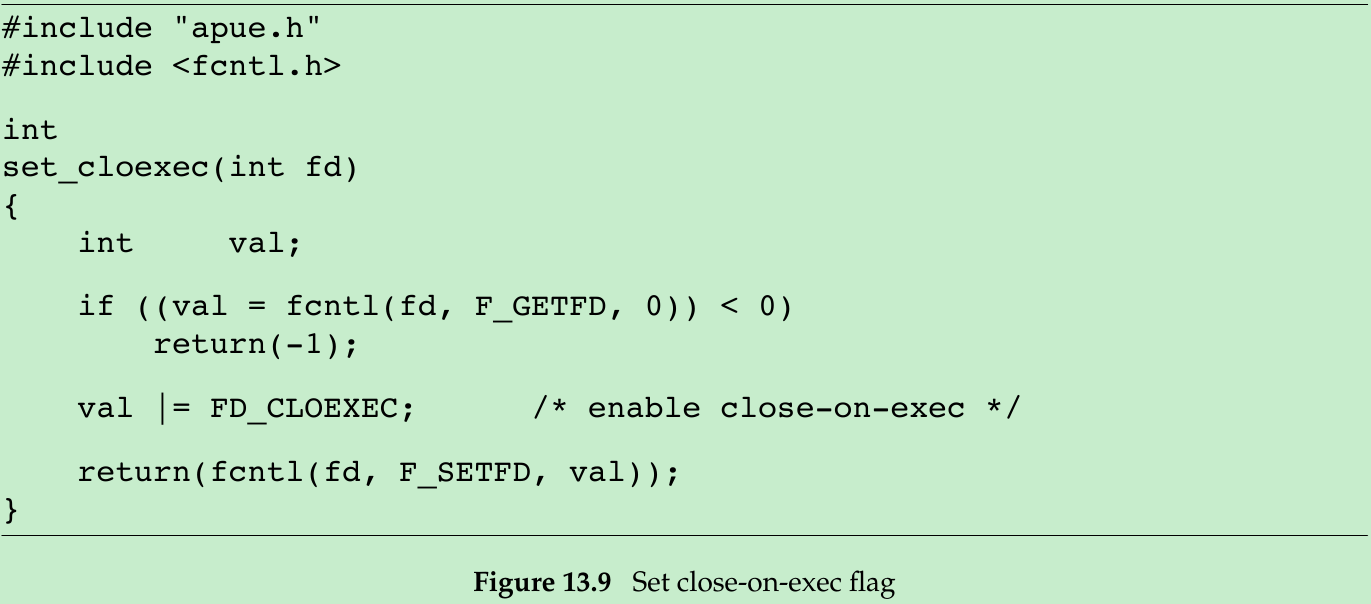 #include "apue.h"
#include <fcntl.h>
int
set_cloexec(int fd)
{
    int     val;
    if ((val = fcntl(fd, F_GETFD, 0)) < 0)
        return(-1);
    val |= FD_CLOEXEC;      /* enable close-on-exec */
    return(fcntl(fd, F_SETFD, val));
}
Figure 13.9 Set close-on-exec flag